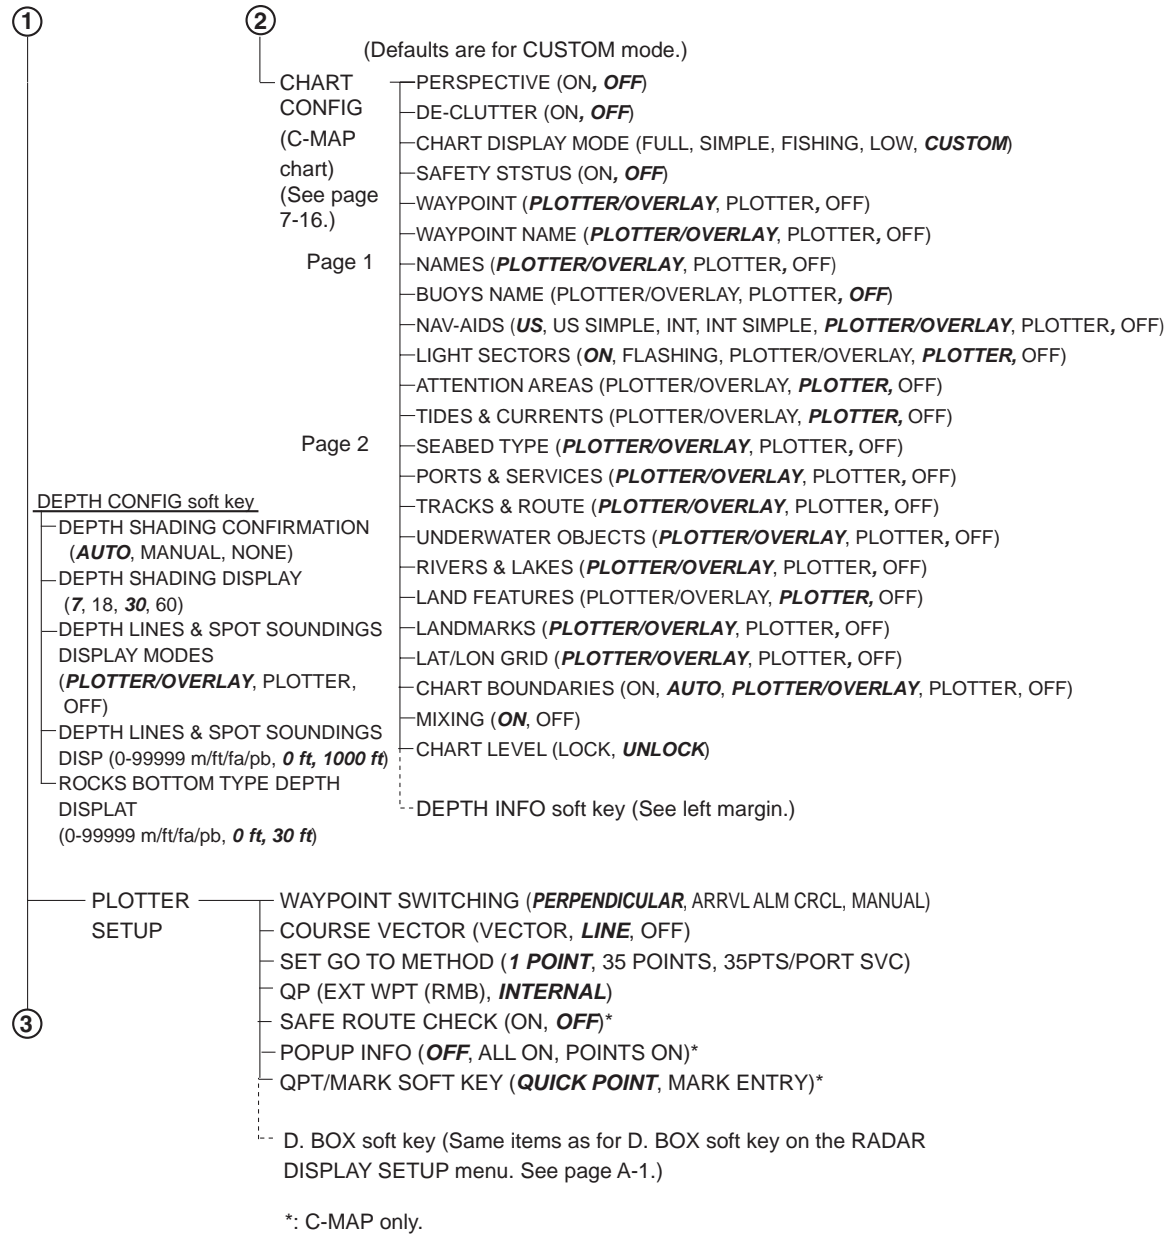 1
2
(Defaults are for CUSTOM mode.)
CHART
CONFIG
(C-MAP
chart)
(See page
7-16.)
Page 1
Page 2
PERSPECTIVE (ON, OFF)
DE-CLUTTER (ON, OFF)
CHART DISPLAY MODE (FULL, SIMPLE, FISHING, LOW, CUSTOM)
SAFETY STSTUS (ON, OFF)
WAYPOINT (PLOTTER/OVERLAY, PLOTTER, OFF)
WAYPOINT NAME (PLOTTER/OVERLAY, PLOTTER, OFF)
NAMES (PLOTTER/OVERLAY, PLOTTER, OFF)
BUOYS NAME (PLOTTER/OVERLAY, PLOTTER, OFF)
NAV-AIDS (US, US SIMPLE, INT, INT SIMPLE, PLOTTER/OVERLAY, PLOTTER, OFF)
LIGHT SECTORS (ON, FLASHING, PLOTTER/OVERLAY, PLOTTER, OFF)
ATTENTION AREAS (PLOTTER/OVERLAY, PLOTTER, OFF)
TIDES & CURRENTS (PLOTTER/OVERLAY, PLOTTER, OFF)
SEABED TYPE (PLOTTER/OVERLAY, PLOTTER, OFF)
PORTS & SERVICES (PLOTTER/OVERLAY, PLOTTER, OFF)
TRACKS & ROUTE (PLOTTER/OVERLAY, PLOTTER, OFF)
UNDERWATER OBJECTS (PLOTTER/OVERLAY, PLOTTER, OFF)
RIVERS & LAKES (PLOTTER/OVERLAY, PLOTTER, OFF)
LAND FEATURES (PLOTTER/OVERLAY, PLOTTER, OFF)
LANDMARKS (PLOTTER/OVERLAY, PLOTTER, OFF)
LAT/LON GRID (PLOTTER/OVERLAY, PLOTTER, OFF)
CHART BOUNDARIES (ON, AUTO, PLOTTER/OVERLAY, PLOTTER, OFF)
MIXING (ON, OFF)
CHART LEVEL (LOCK, UNLOCK)
DEPTH INFO soft key (See left margin.)
DEPTH CONFIG soft key
DEPTH SHADING CONFIRMATION
(AUTO, MANUAL, NONE)
DEPTH SHADING DISPLAY
(7, 18, 30, 60)
DEPTH LINES & SPOT SOUNDINGS
DISPLAY MODES
(PLOTTER/OVERLAY, PLOTTER,
OFF)
DEPTH LINES & SPOT SOUNDINGS
DISP (0-99999 m/ft/fa/pb, 0 ft, 1000 ft)
ROCKS BOTTOM TYPE DEPTH
DISPLAT
(0-99999 m/ft/fa/pb, 0 ft, 30 ft)
PLOTTER
SETUP
WAYPOINT SWITCHING (PERPENDICULAR, ARRVL ALM CRCL, MANUAL)
COURSE VECTOR (VECTOR, LINE, OFF)
SET GO TO METHOD (1 POINT, 35 POINTS, 35PTS/PORT SVC)
QP (EXT WPT (RMB), INTERNAL)
SAFE ROUTE CHECK (ON, OFF)*
POPUP INFO (OFF, ALL ON, POINTS ON)*
QPT/MARK SOFT KEY (QUICK POINT, MARK ENTRY)*
3
D. BOX soft key (Same items as for D. BOX soft key on the RADAR
DISPLAY SETUP menu. See page A-1.)
*: C-MAP only.